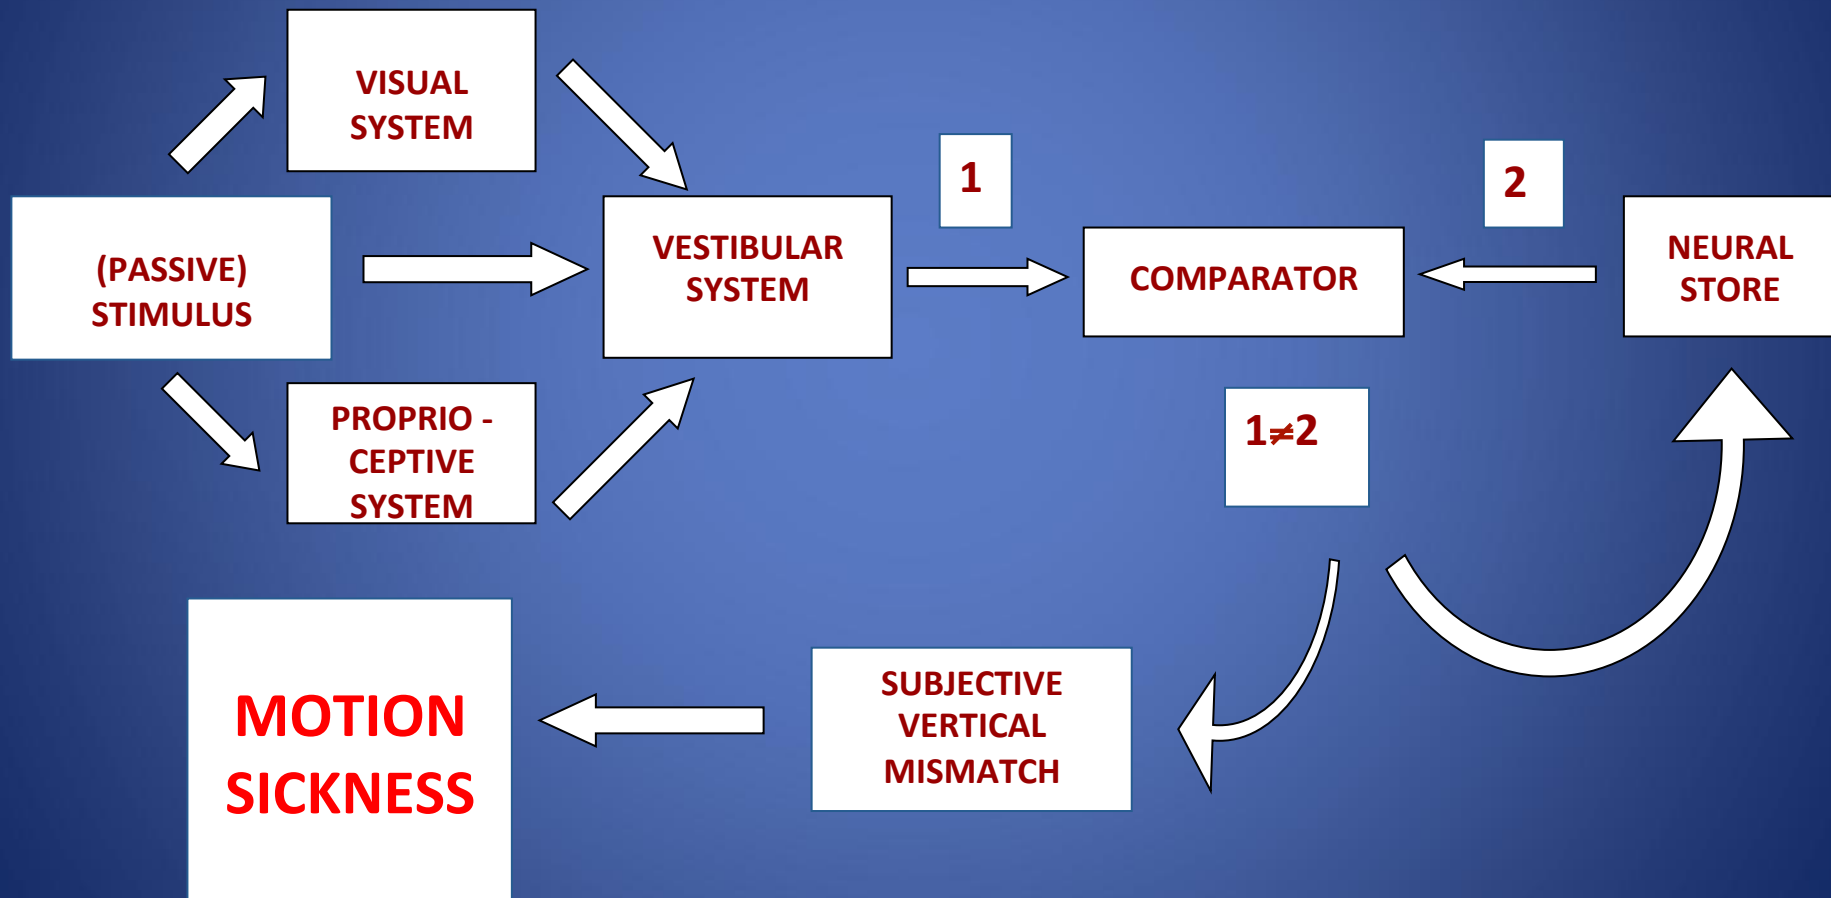 VISUAL
SYSTEM
(PASSIVE)
STIMULUS
PROPRIO -
CEPTIVE
SYSTEM
VESTIBULAR
SYSTEM
1
COMPARATOR
2
NEURAL
STORE
1≠2
SUBJECTIVE
VERTICAL
MISMATCH
MOTION
SICKNESS